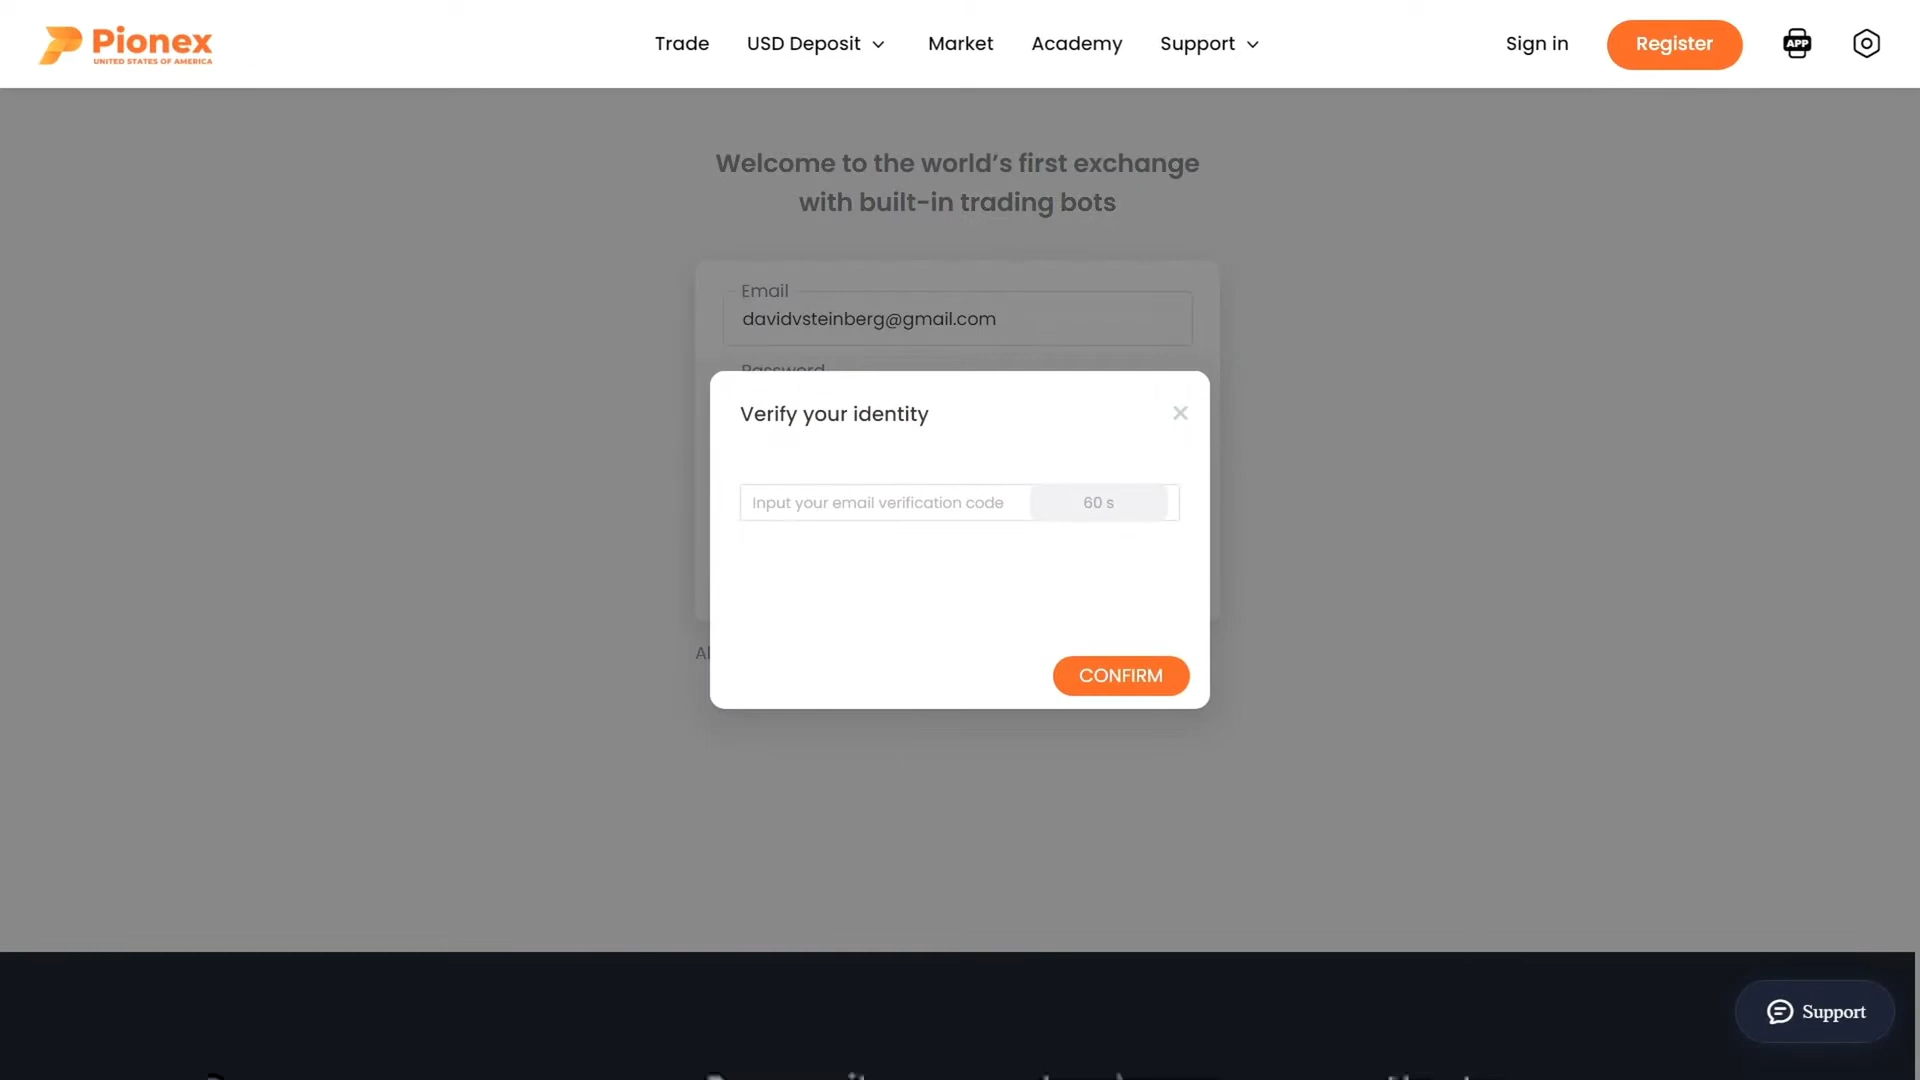 Pionex
UNITED STATES OF AMERICA
Trade
USD Deposit
Market
Academy
Support
Sign in
Register
APP
Welcome to the world's first exchange
with built-in trading bots
Email
davidvsteinberg@gmail.com
Password
Verify your identity
Input your email verification code
60 s
CONFIRM
Support